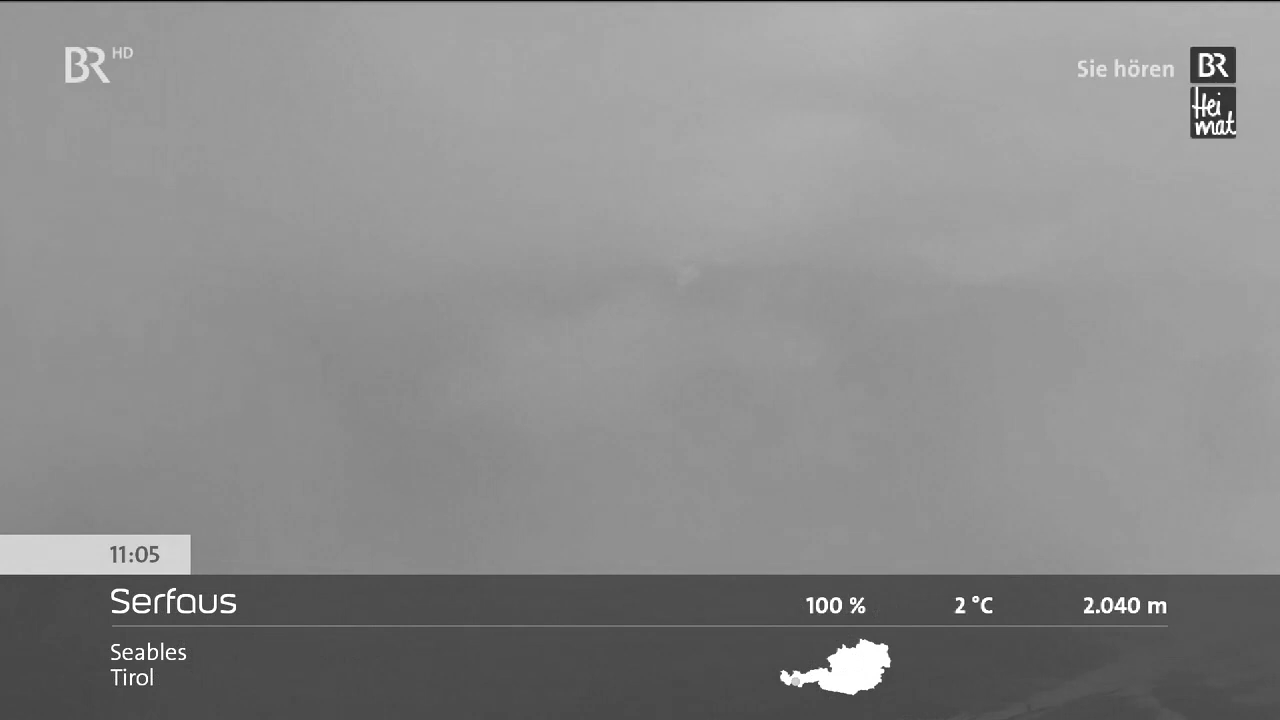 BR HD
Sie hören BR
Hei
mat
11:05
Serfaus
100 % 2 °C 2.040 m
Seables
Tirol